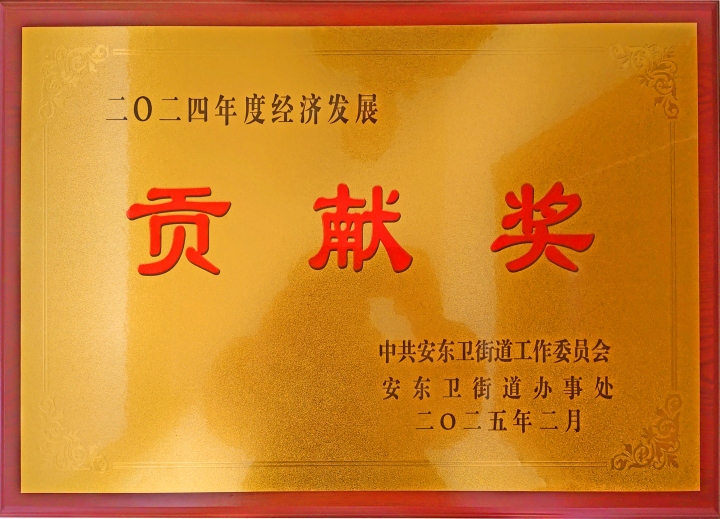 二〇二四年度经济发展
贡献奖
中共安东卫街道工作委员会
安东卫街道办事处
二〇二五年二月